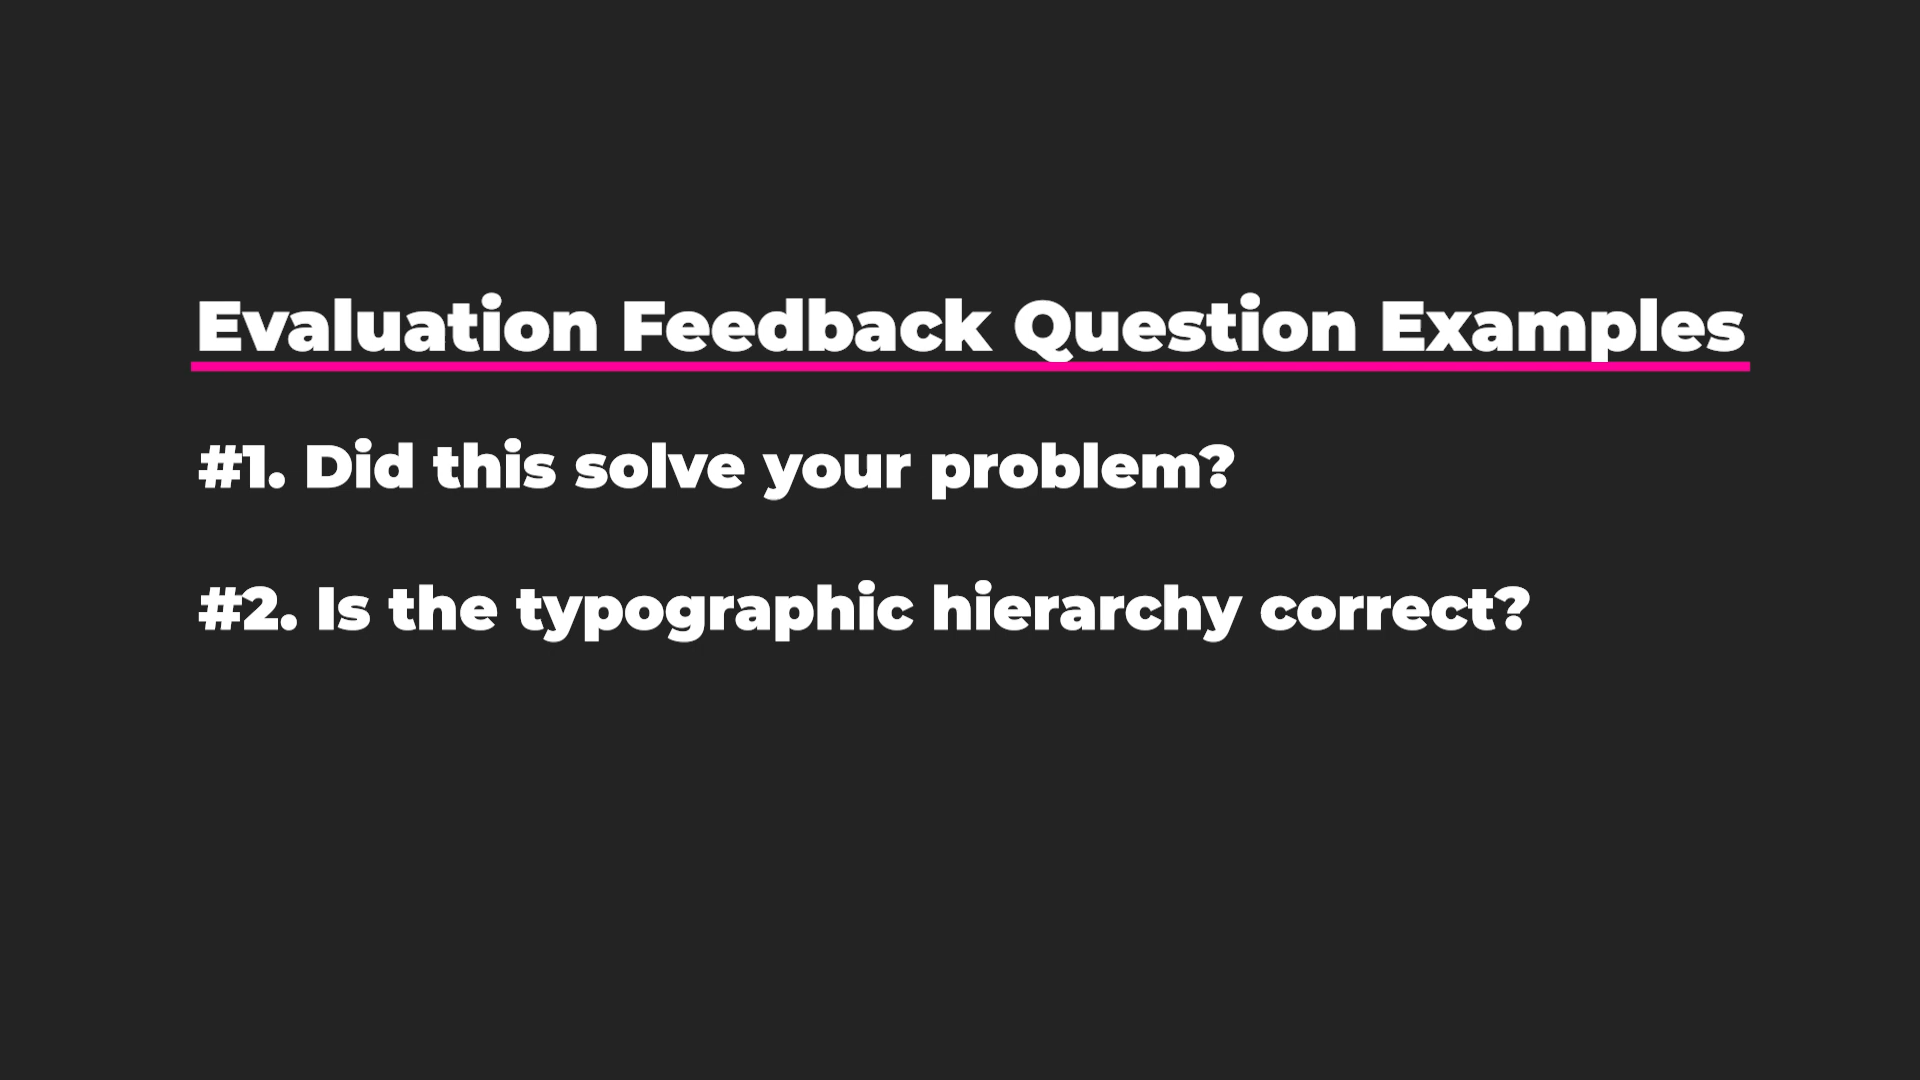 Evaluation Feedback Question Examples
#1. Did this solve your problem?
#2. Is the typographic hierarchy correct?